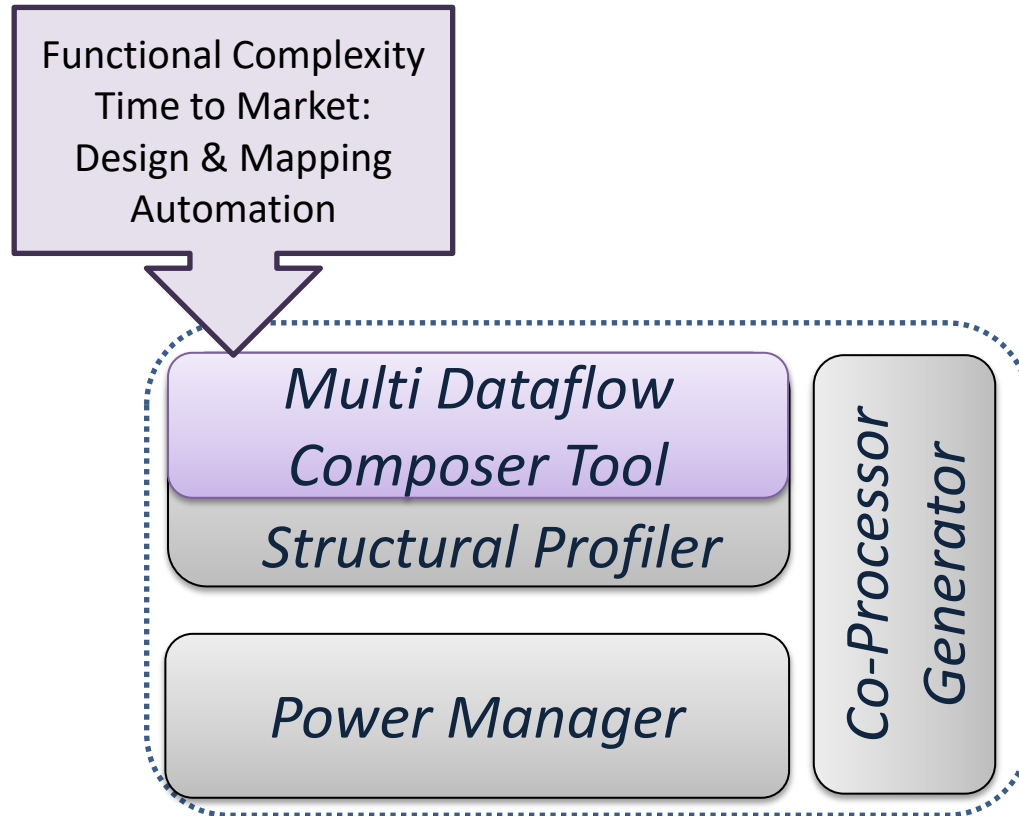 Functional Complexity
Time to Market:
Design & Mapping
Automation
Multi Dataflow
Composer Tool
Structural Profiler
Power Manager
Co-Processor
Generator